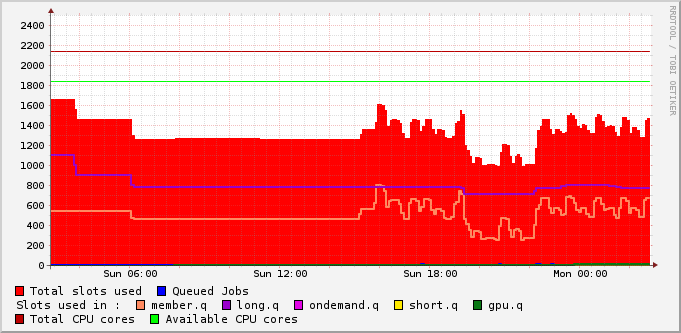 RRDTOOL / TOBI OETIKER
2400
2200
2000
1800
1600
1400
1200
1000
800
600
400
200
0
Sun 06:00 Sun 12:00 Sun 18:00 Mon 00:00
Total slots used Queued Jobs
Slots used in : member.q long.q ondemand.q short.q gpu.q
Total CPU cores Available CPU cores